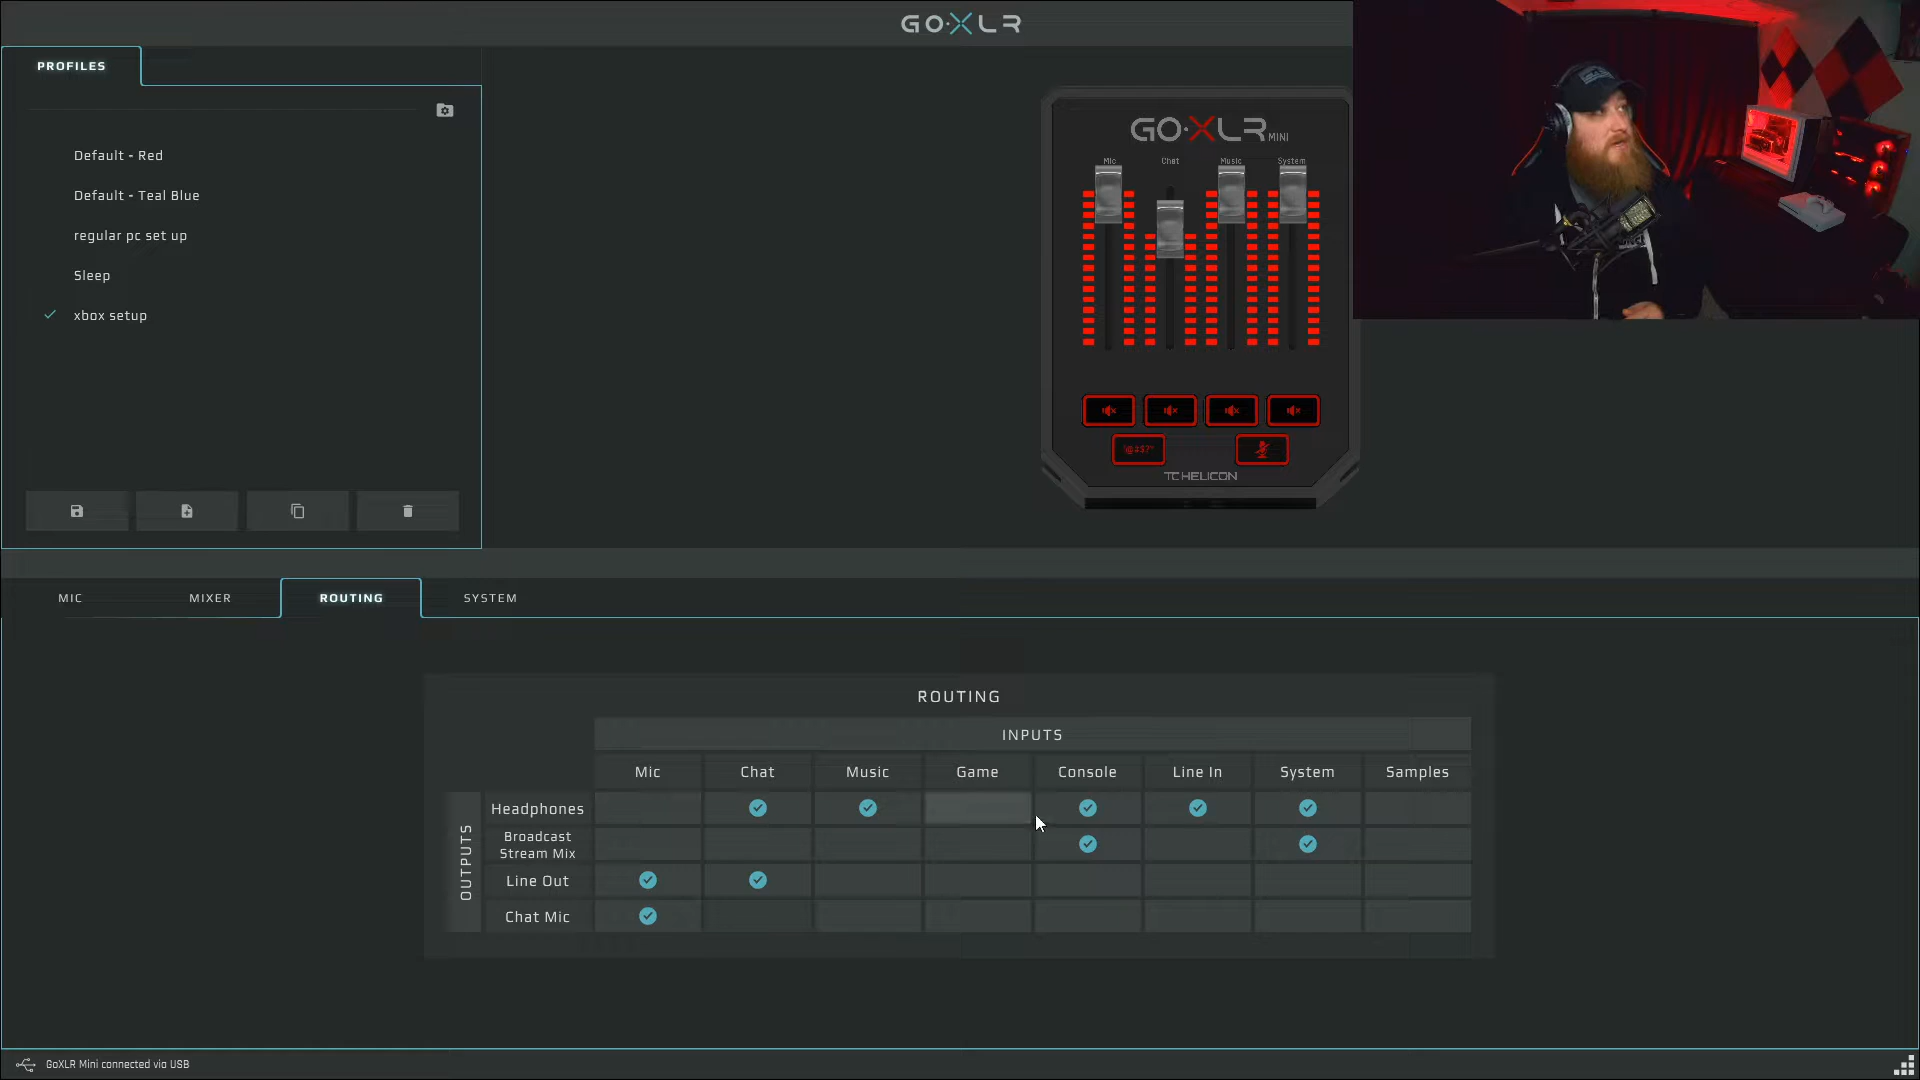 GO·XLR
PROFILES
Default - Red
Default - Teal Blue
regular pc set up
Sleep
xbox setup
GO·XLR MINI
Mic Chat Music System
!@#$?*
TC HELICON
MIC MIXER ROUTING SYSTEM
ROUTING
INPUTS
Mic Chat Music Game Console Line In System Samples
OUTPUTS
Headphones
Broadcast
Stream Mix
Line Out
Chat Mic
GoXLR Mini connected via USB